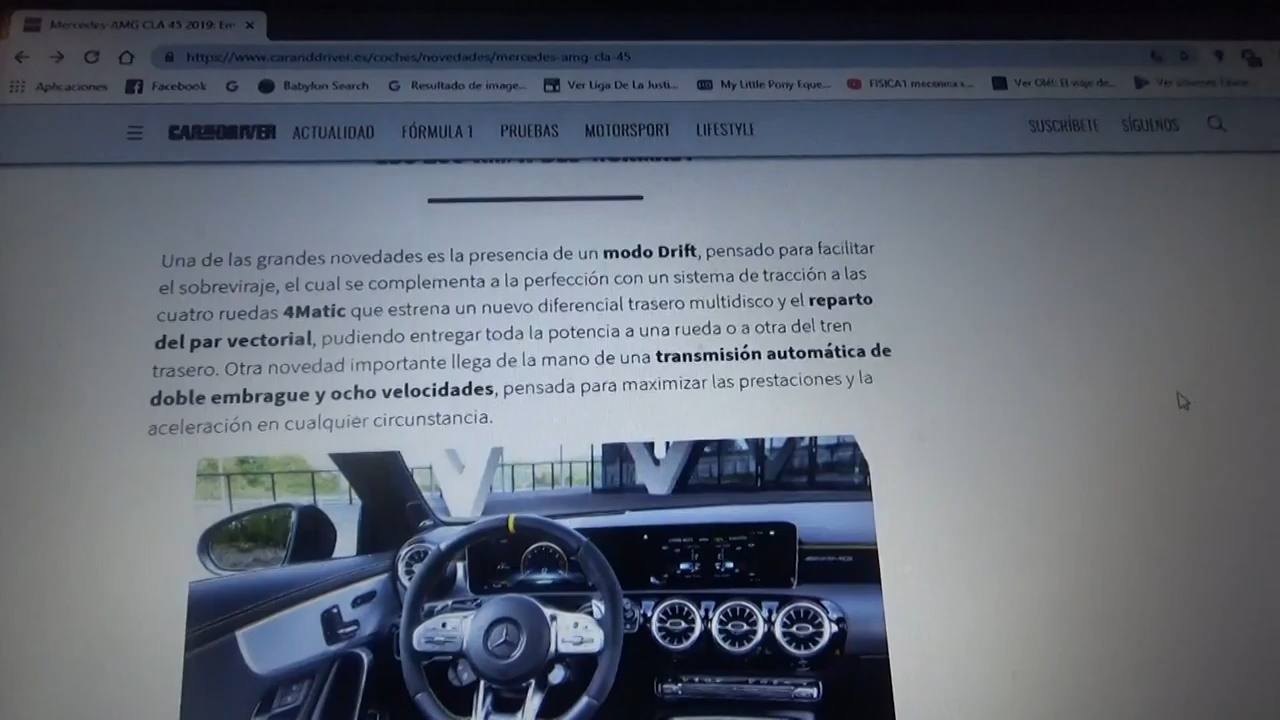 Mercedes-AMG CLA 45 2019: Em
https://www.caranddriver.es/coches/novedades/mercedes-amg-cla-45
Aplicaciones Facebook Babylon Search Resultado de image... Ver Liga De La Justi... My Little Pony Eque... FISICA1 mecanica s... Ver Olé! El viaje de...
CAR AND DRIVER ACTUALIDAD FÓRMULA 1 PRUEBAS MOTORSPORT LIFESTYLE SUSCRÍBETE SÍGUENOS
Una de las grandes novedades es la presencia de un modo Drift, pensado para facilitar
el sobreviraje, el cual se complementa a la perfección con un sistema de tracción a las
cuatro ruedas 4Matic que estrena un nuevo diferencial trasero multidisco y el reparto
del par vectorial, pudiendo entregar toda la potencia a una rueda o a otra del tren
trasero. Otra novedad importante llega de la mano de una transmisión automática de
doble embrague y ocho velocidades, pensada para maximizar las prestaciones y la
aceleración en cualquier circunstancia.